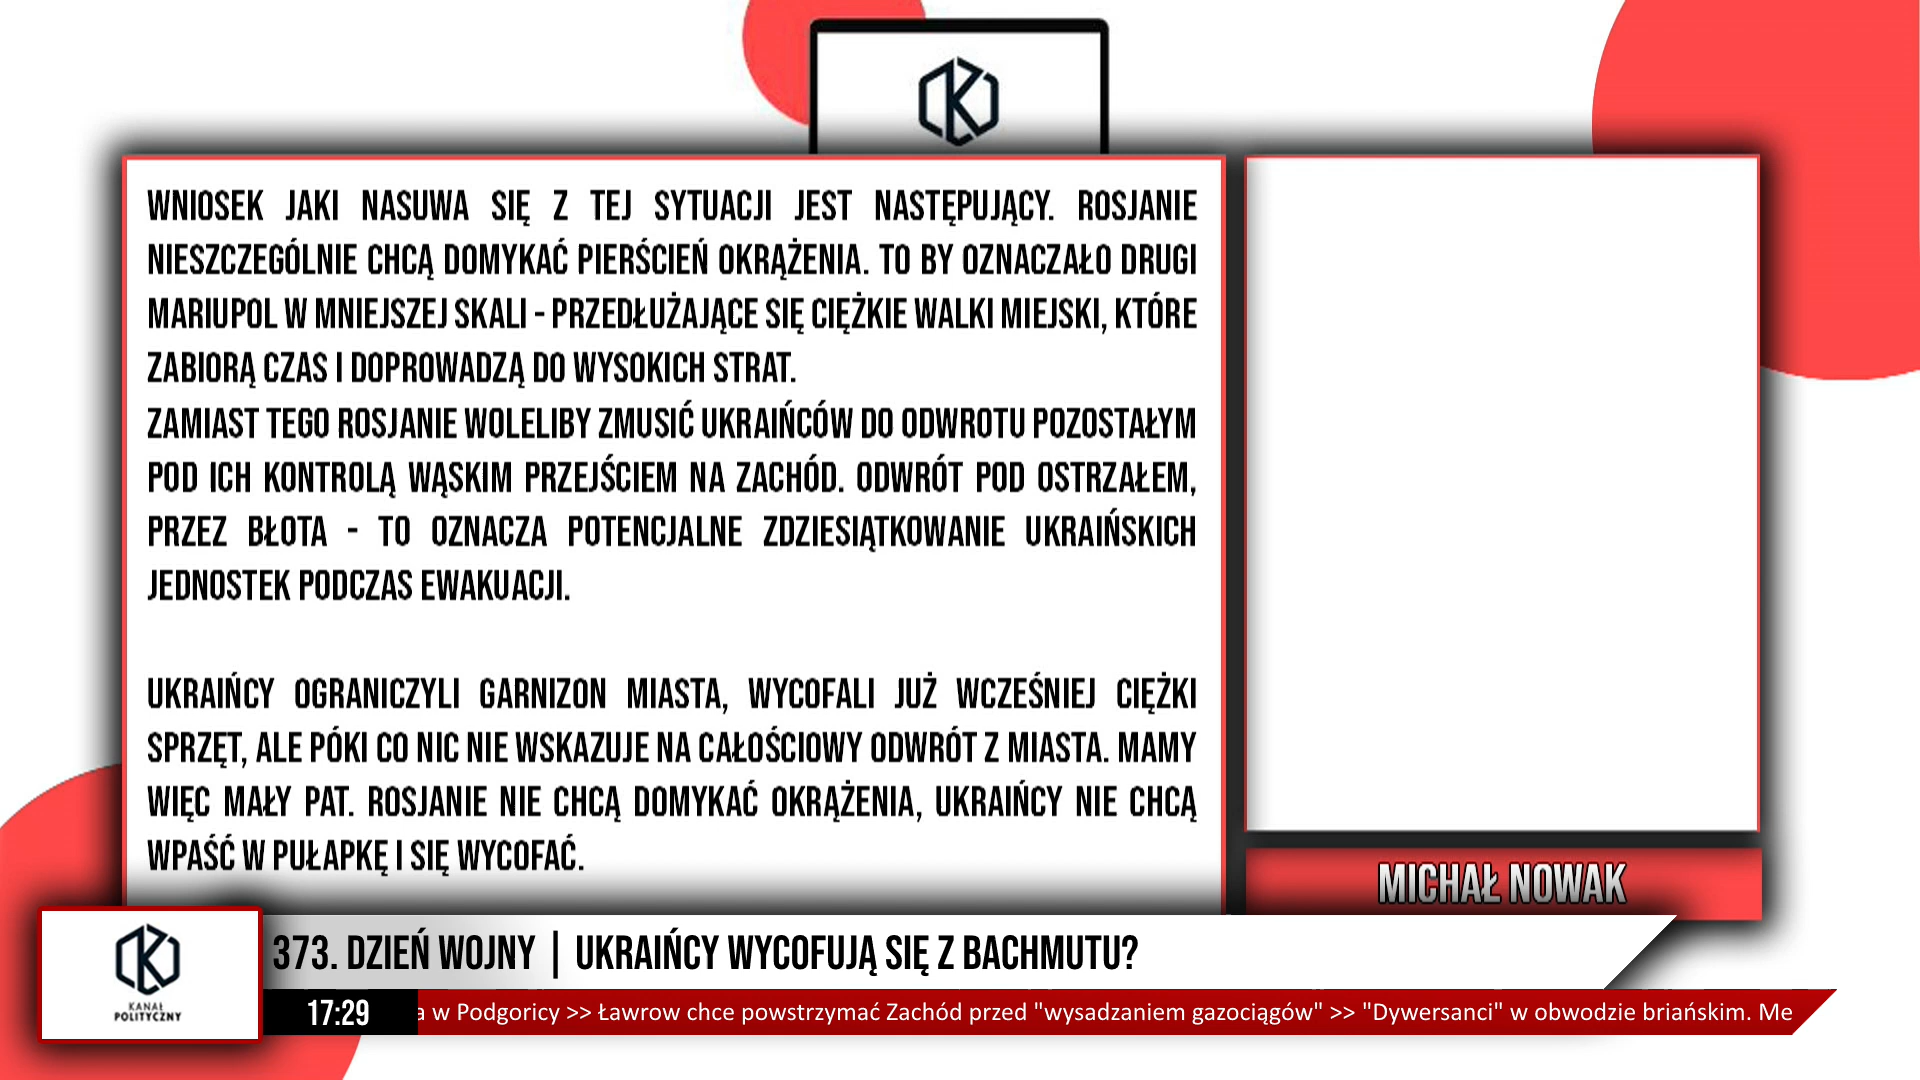 WNIOSEK JAKI NASUWA SIĘ Z TEJ SYTUACJI JEST NASTĘPUJĄCY. ROSJANIE
NIESZCZEGÓLNIE CHCĄ DOMYKAĆ PIERŚCIEŃ OKRĄŻENIA. TO BY OZNACZAŁO DRUGI
MARIUPOL W MNIEJSZEJ SKALI - PRZEDŁUŻAJĄCE SIĘ CIĘŻKIE WALKI MIEJSKI, KTÓRE
ZABIORĄ CZAS I DOPROWADZĄ DO WYSOKICH STRAT.
ZAMIAST TEGO ROSJANIE WOLELIBY ZMUSIĆ UKRAIŃCÓW DO ODWROTU POZOSTAŁYM
POD ICH KONTROLĄ WĄSKIM PRZEJŚCIEM NA ZACHÓD. ODWRÓT POD OSTRZAŁEM,
PRZEZ BŁOTA - TO OZNACZA POTENCJALNE ZDZIESIĄTKOWANIE UKRAIŃSKICH
JEDNOSTEK PODCZAS EWAKUACJI.
UKRAIŃCY OGRANICZYLI GARNIZON MIASTA, WYCOFALI JUŻ WCZEŚNIEJ CIĘŻKI
SPRZĘT, ALE PÓKI CO NIC NIE WSKAZUJE NA CAŁOŚCIOWY ODWRÓT Z MIASTA. MAMY
WIĘC MAŁY PAT. ROSJANIE NIE CHCĄ DOMYKAĆ OKRĄŻENIA, UKRAIŃCY NIE CHCĄ
WPAŚĆ W PUŁAPKĘ I SIĘ WYCOFAĆ.
MICHAŁ NOWAK
373. DZIEŃ WOJNY | UKRAIŃCY WYCOFUJĄ SIĘ Z BACHMUTU?
KANAŁ
POLITYCZNY
17:29
a w Podgoricy >> Ławrow chce powstrzymać Zachód przed "wysadzaniem gazociągów" >> "Dywersanci" w obwodzie briańskim. Me